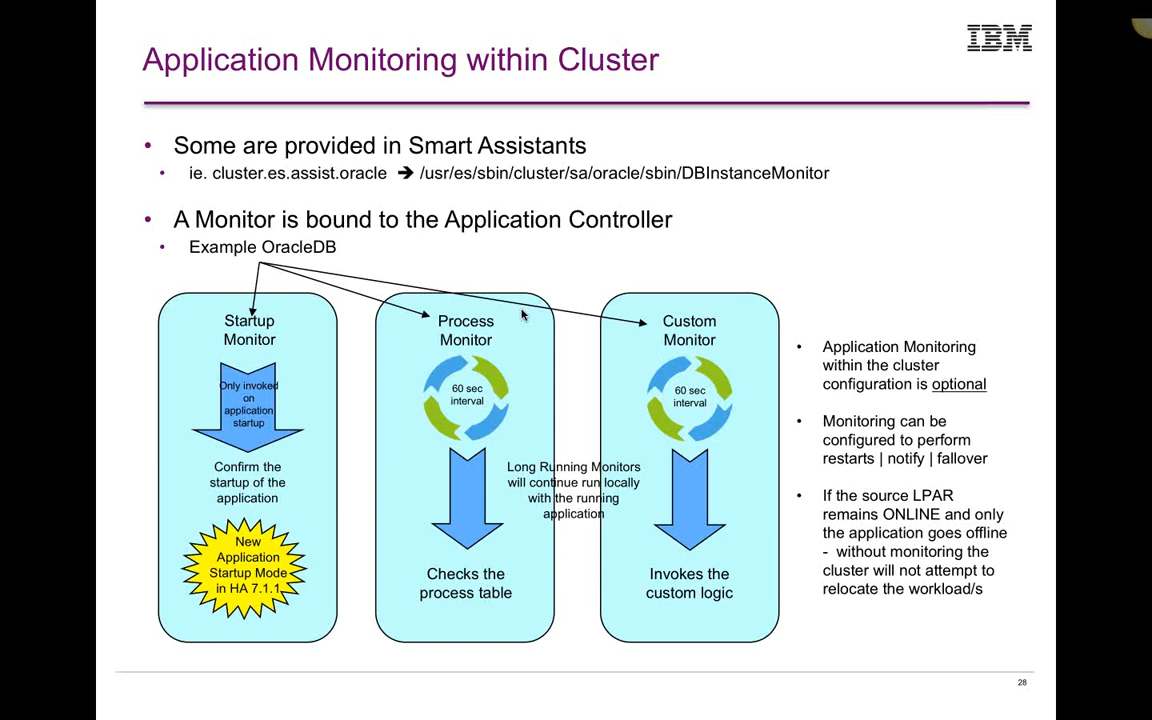 IBM
Application Monitoring within Cluster
• Some are provided in Smart Assistants
• ie. cluster.es.assist.oracle ➔ /usr/es/sbin/cluster/sa/oracle/sbin/DBInstanceMonitor
• A Monitor is bound to the Application Controller
• Example OracleDB
Startup
Monitor
Only invoked
on
application
startup
Confirm the
startup of the
application
New
Application
Startup Mode
in HA 7.1.1
Process
Monitor
60 sec
interval
Checks the
process table
Long Running Monitors
will continue run locally
with the running
application
Custom
Monitor
60 sec
interval
Invokes the
custom logic
• Application Monitoring
within the cluster
configuration is optional
• Monitoring can be
configured to perform
restarts | notify | fallover
• If the source LPAR
remains ONLINE and only
the application goes offline
- without monitoring the
cluster will not attempt to
relocate the workload/s
28